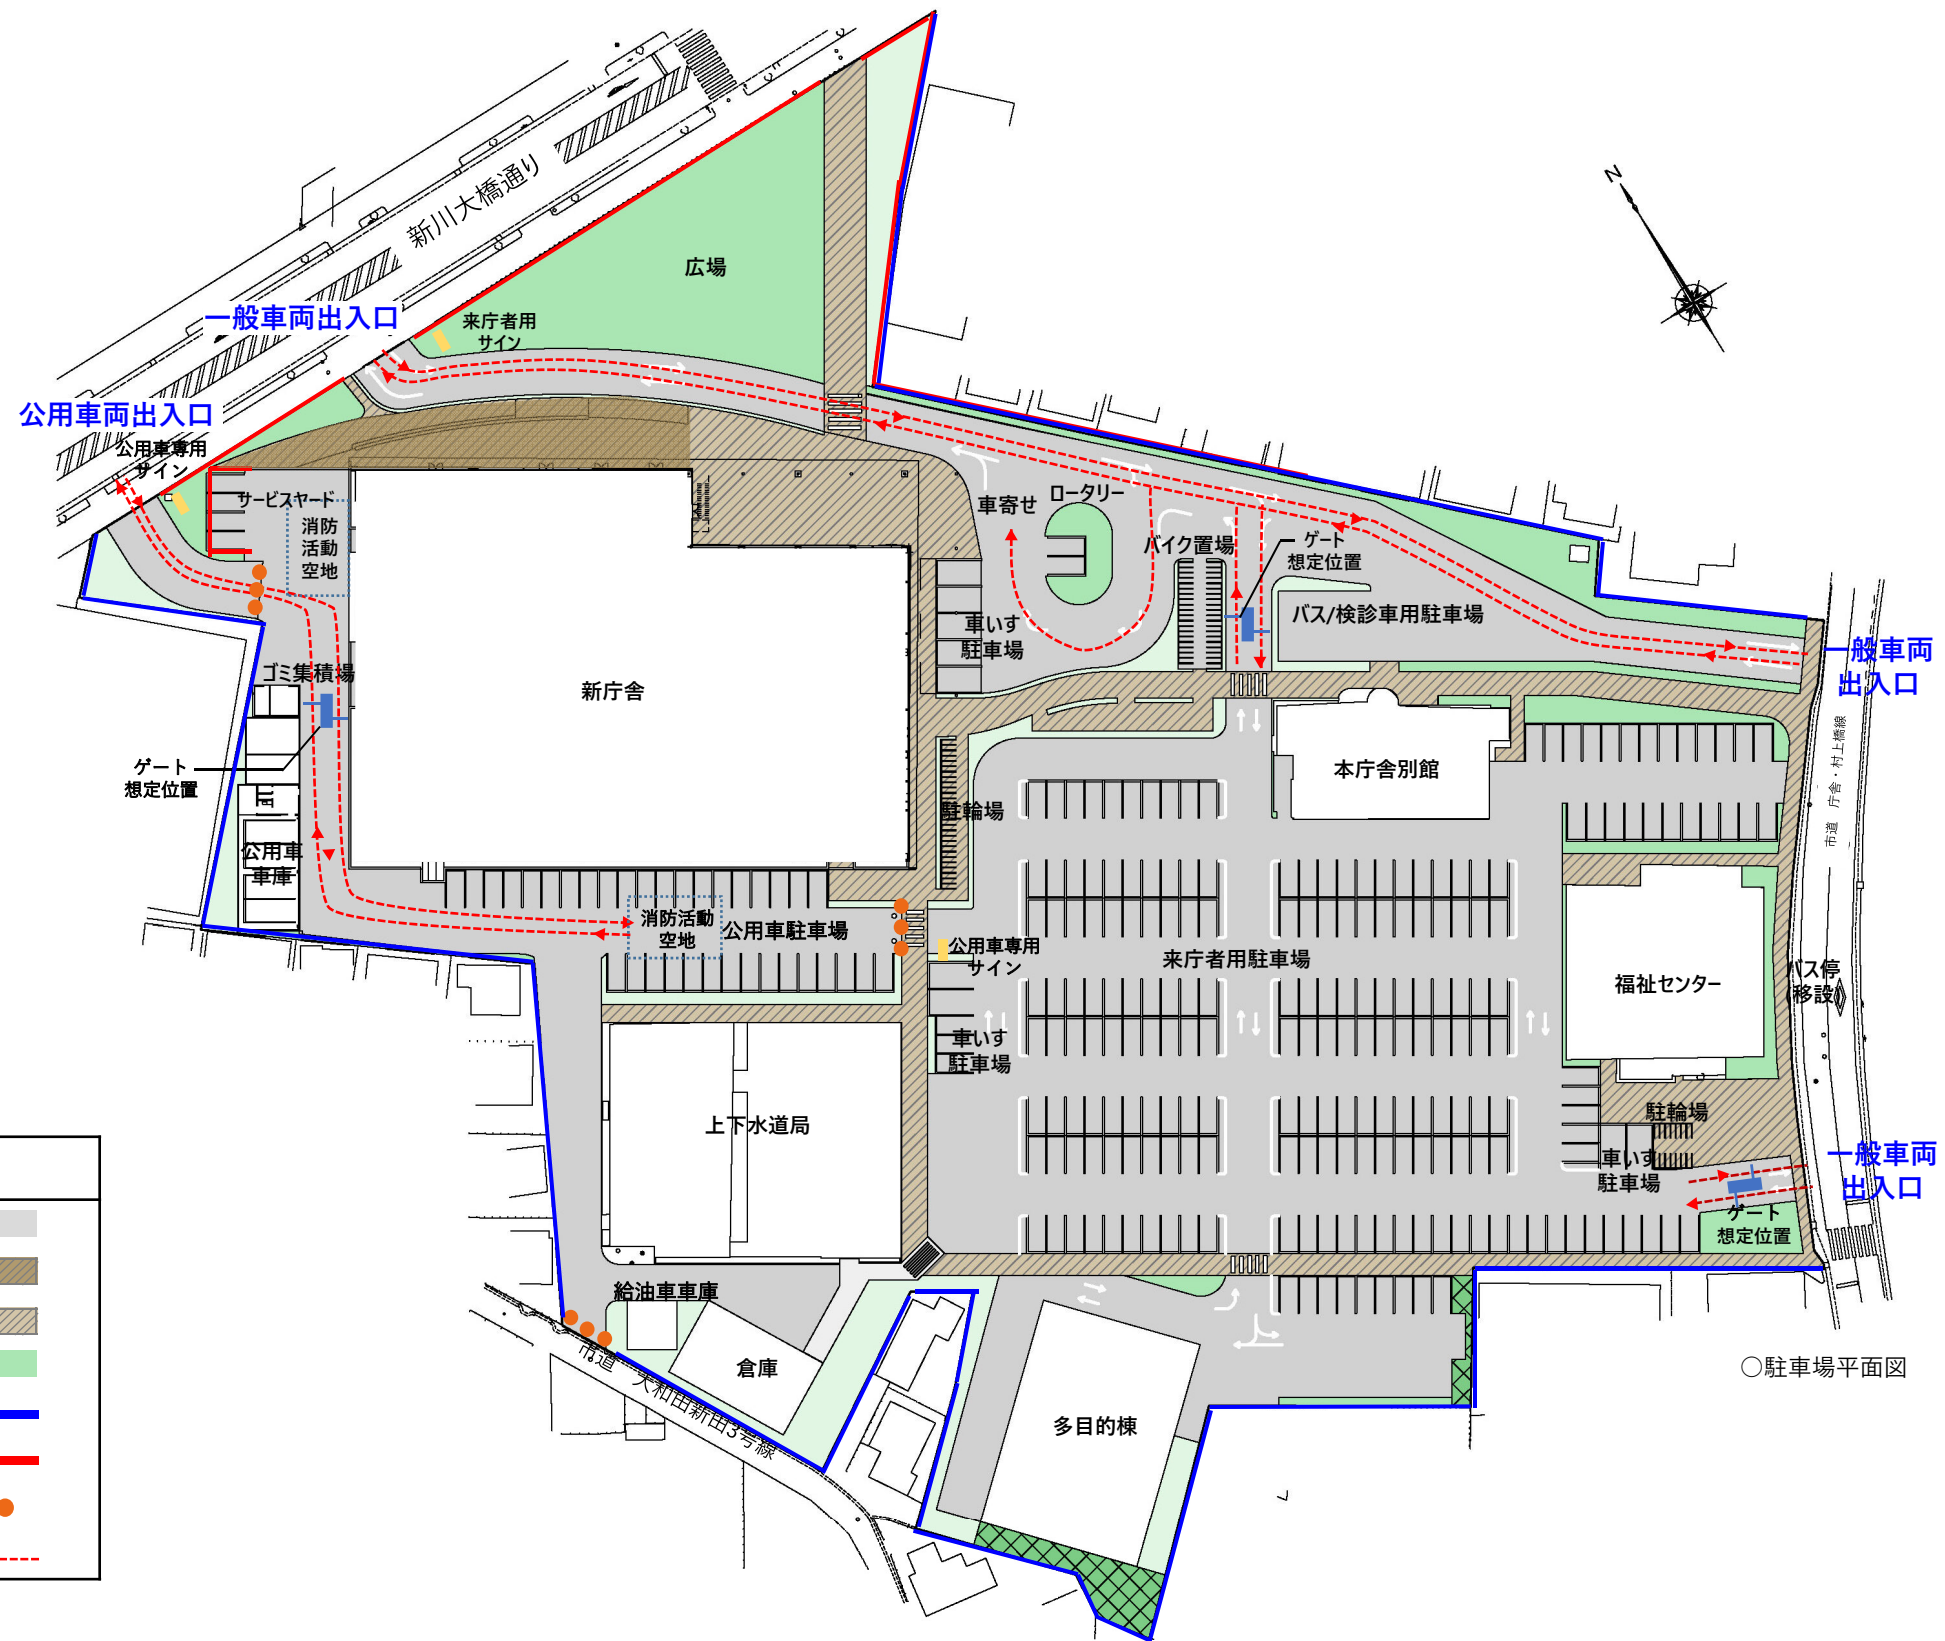 新川大橋通り
N
広場
一般車両出入口
来庁者用
サイン
公用車両出入口
公用車専用
サイン
サービスヤード
消防
活動
空地
車寄せ
ロータリー
バイク置場
ゲート
想定位置
バス/検診車用駐車場
車いす
駐車場
一般車両
出入口
ゴミ集積場
新庁舎
ゲート
想定位置
本庁舎別館
市道 庁舎・村上橋線
駐輪場
公用車
車庫
消防活動
空地
公用車駐車場
公用車専用
サイン
来庁者用駐車場
福祉センター
バス停
(移設)
車いす
駐車場
上下水道局
駐輪場
車いす
駐車場
一般車両
出入口
ゲート
想定位置
給油車車庫
倉庫
市道 大和田新田3号線
多目的棟
○駐車場平面図